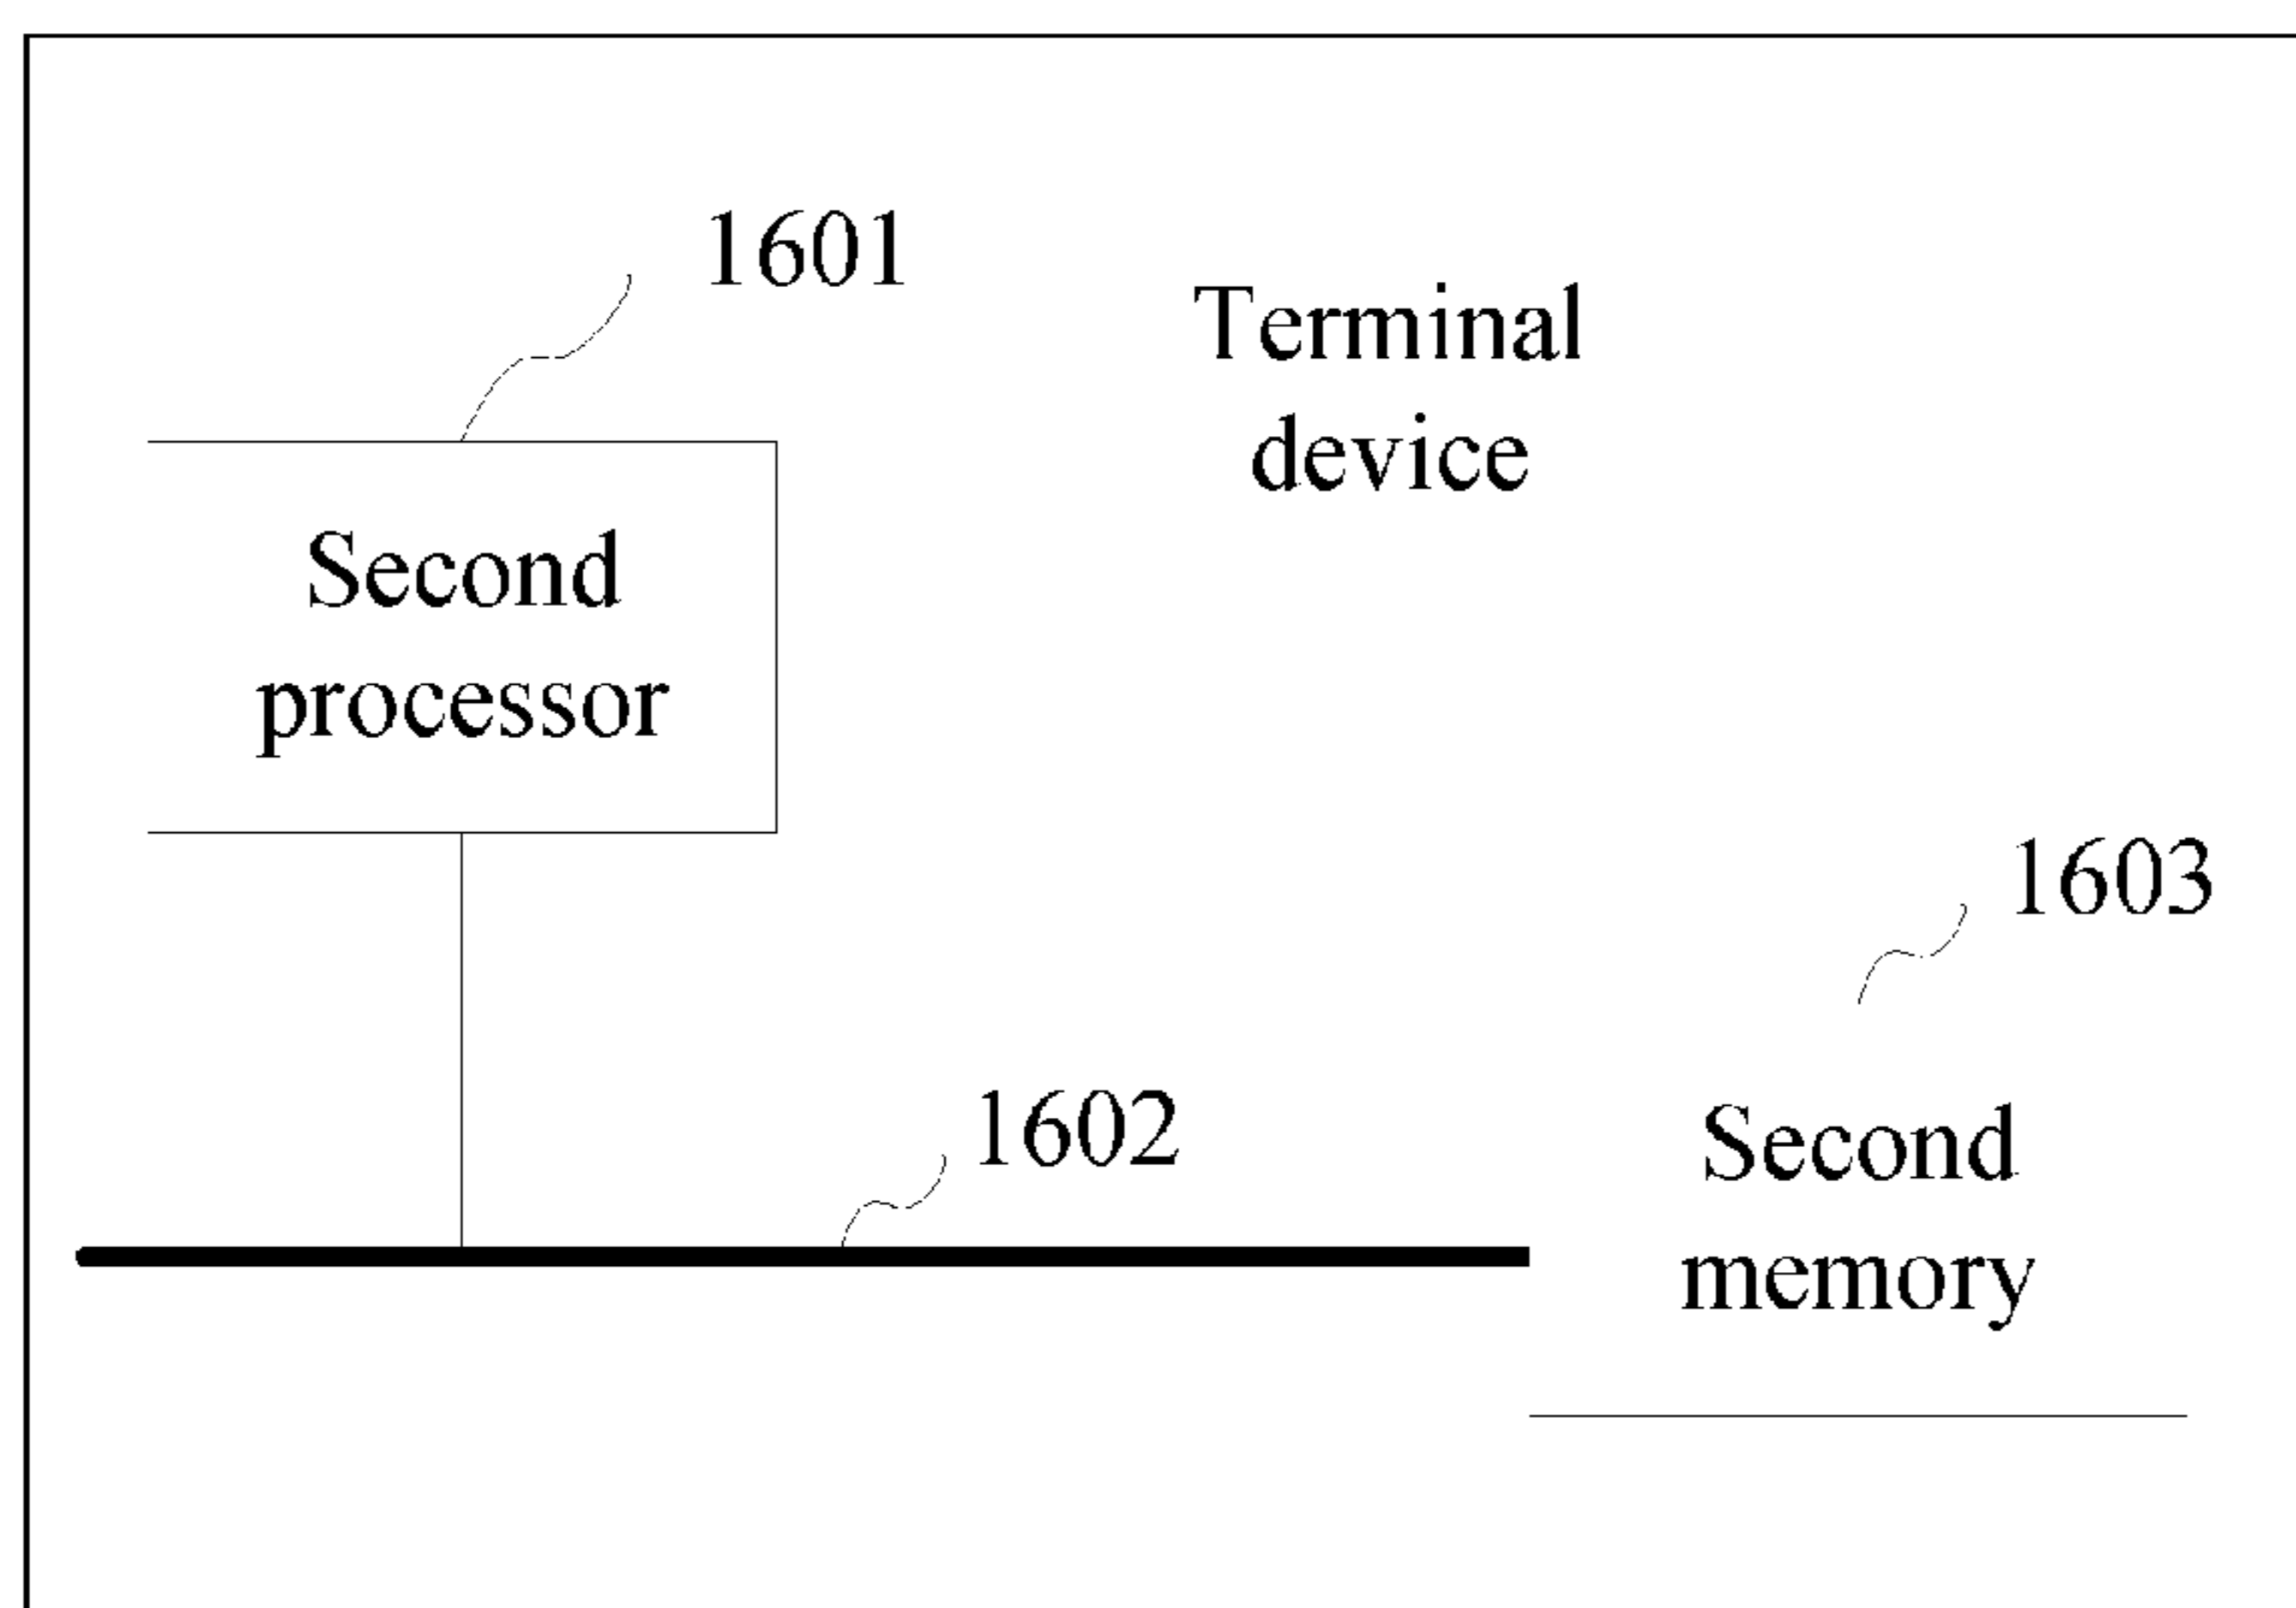 1601
Terminal
device
Second
processor
1603
1602
Second
memory